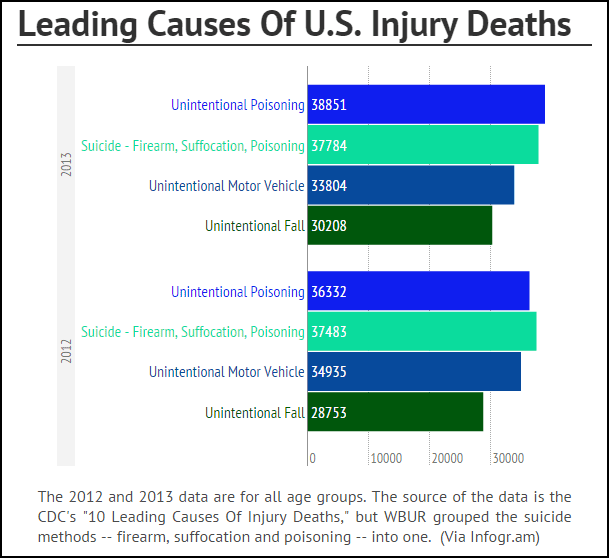 Leading Causes Of U.S. Injury Deaths
2013
Unintentional Poisoning 38851
Suicide - Firearm, Suffocation, Poisoning 37784
Unintentional Motor Vehicle 33804
Unintentional Fall 30208
2012
Unintentional Poisoning 36332
Suicide - Firearm, Suffocation, Poisoning 37483
Unintentional Motor Vehicle 34935
Unintentional Fall 28753
0 10000 20000 30000
The 2012 and 2013 data are for all age groups. The source of the data is the
CDC's "10 Leading Causes Of Injury Deaths," but WBUR grouped the suicide
methods -- firearm, suffocation and poisoning -- into one. (Via Infogr.am)